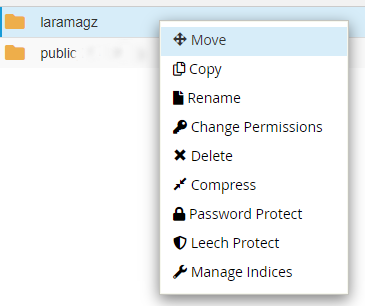 laramagz
public
Move
Copy
Rename
Change Permissions
Delete
Compress
Password Protect
Leech Protect
Manage Indices